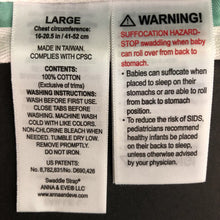 LARGE
Chest circumference:
16-20.5 in / 41-52 cm
MADE IN TAIWAN.
COMPLIES WITH CPSC
CONTENTS:
100% COTTON
(Exclusive of trims)
WASHING INSTRUCTIONS:
WASH BEFORE FIRST USE.
CLOSE TABS BEFORE
WASHING. MACHINE WASH
WITH LIKE COLORS.
NON-CHLORINE BLEACH WHEN
NEEDED. TUMBLE DRY LOW.
REMOVE PROMPTLY.
DO NOT IRON.
US PATENTS:
No. 8,782,831/No. D690,426
Swaddle Strap®
ANNA & EVE® LLC
www.annaandeve.com
WARNING!
SUFFOCATION HAZARD-
STOP swaddling when baby
can roll over from back to
stomach.
• Babies can suffocate when
placed to sleep on their
stomachs or are able to roll
from back to stomach
position.
• To reduce the risk of SIDS,
pediatricians recommend
healthy infants be placed on
their backs to sleep, unless
otherwise advised by
your physician.